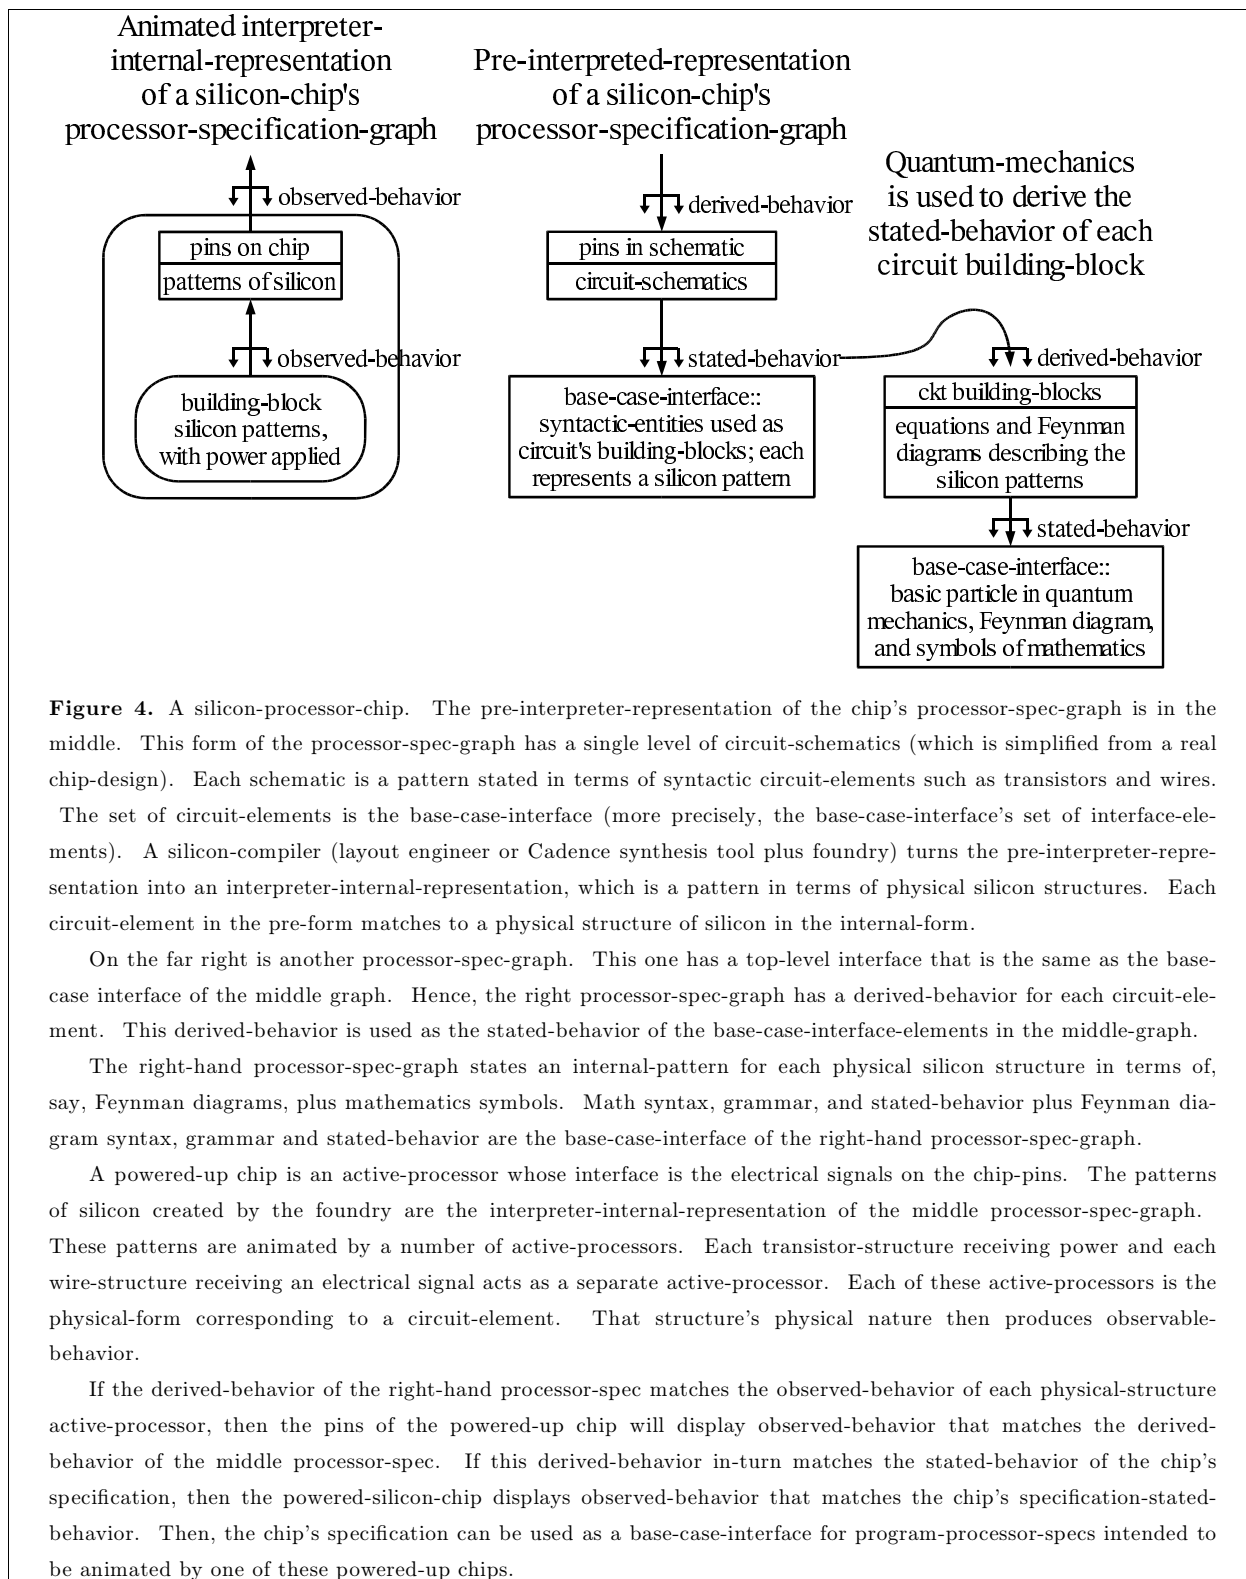 Animated interpreter-
internal-representation
of a silicon-chip's
processor-specification-graph
observed-behavior
pins on chip
patterns of silicon
observed-behavior
building-block
silicon patterns,
with power applied
Pre-interpreted-representation
of a silicon-chip's
processor-specification-graph
derived-behavior
pins in schematic
circuit-schematics
stated-behavior
base-case-interface::
syntactic-entities used as
circuit's building-blocks; each
represents a silicon pattern
Quantum-mechanics
is used to derive the
stated-behavior of each
circuit building-block
derived-behavior
ckt building-blocks
equations and Feynman
diagrams describing the
silicon patterns
stated-behavior
base-case-interface::
basic particle in quantum
mechanics, Feynman diagram,
and symbols of mathematics
Figure 4. A silicon-processor-chip. The pre-interpreter-representation of the chip's processor-spec-graph is in the
middle. This form of the processor-spec-graph has a single level of circuit-schematics (which is simplified from a real
chip-design). Each schematic is a pattern stated in terms of syntactic circuit-elements such as transistors and wires.
The set of circuit-elements is the base-case-interface (more precisely, the base-case-interface's set of interface-ele-
ments). A silicon-compiler (layout engineer or Cadence synthesis tool plus foundry) turns the pre-interpreter-repre-
sentation into an interpreter-internal-representation, which is a pattern in terms of physical silicon structures. Each
circuit-element in the pre-form matches to a physical structure of silicon in the internal-form.
On the far right is another processor-spec-graph. This one has a top-level interface that is the same as the base-
case interface of the middle graph. Hence, the right processor-spec-graph has a derived-behavior for each circuit-ele-
ment. This derived-behavior is used as the stated-behavior of the base-case-interface-elements in the middle-graph.
The right-hand processor-spec-graph states an internal-pattern for each physical silicon structure in terms of,
say, Feynman diagrams, plus mathematics symbols. Math syntax, grammar, and stated-behavior plus Feynman dia-
gram syntax, grammar and stated-behavior are the base-case-interface of the right-hand processor-spec-graph.
A powered-up chip is an active-processor whose interface is the electrical signals on the chip-pins. The patterns
of silicon created by the foundry are the interpreter-internal-representation of the middle processor-spec-graph.
These patterns are animated by a number of active-processors. Each transistor-structure receiving power and each
wire-structure receiving an electrical signal acts as a separate active-processor. Each of these active-processors is the
physical-form corresponding to a circuit-element. That structure's physical nature then produces observable-
behavior.
If the derived-behavior of the right-hand processor-spec matches the observed-behavior of each physical-structure
active-processor, then the pins of the powered-up chip will display observed-behavior that matches the derived-
behavior of the middle processor-spec. If this derived-behavior in-turn matches the stated-behavior of the chip's
specification, then the powered-silicon-chip displays observed-behavior that matches the chip's specification-stated-
behavior. Then, the chip's specification can be used as a base-case-interface for program-processor-specs intended to
be animated by one of these powered-up chips.